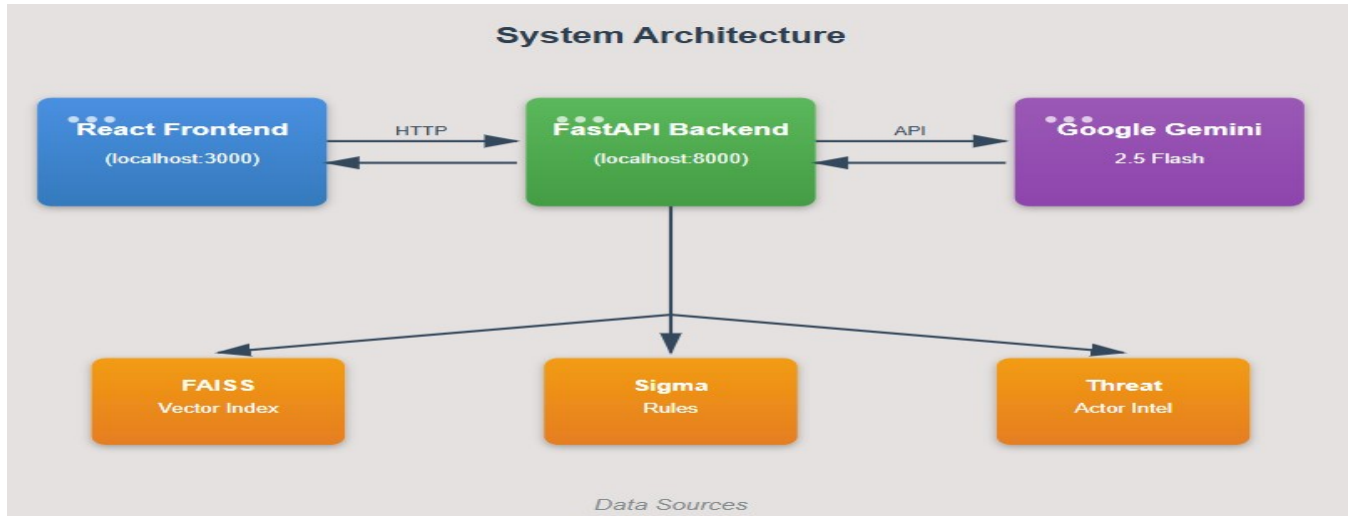 System Architecture
React Frontend
(localhost:3000)
HTTP
FastAPI Backend
(localhost:8000)
API
Google Gemini
2.5 Flash
FAISS
Vector Index
Sigma
Rules
Threat
Actor Intel
Data Sources